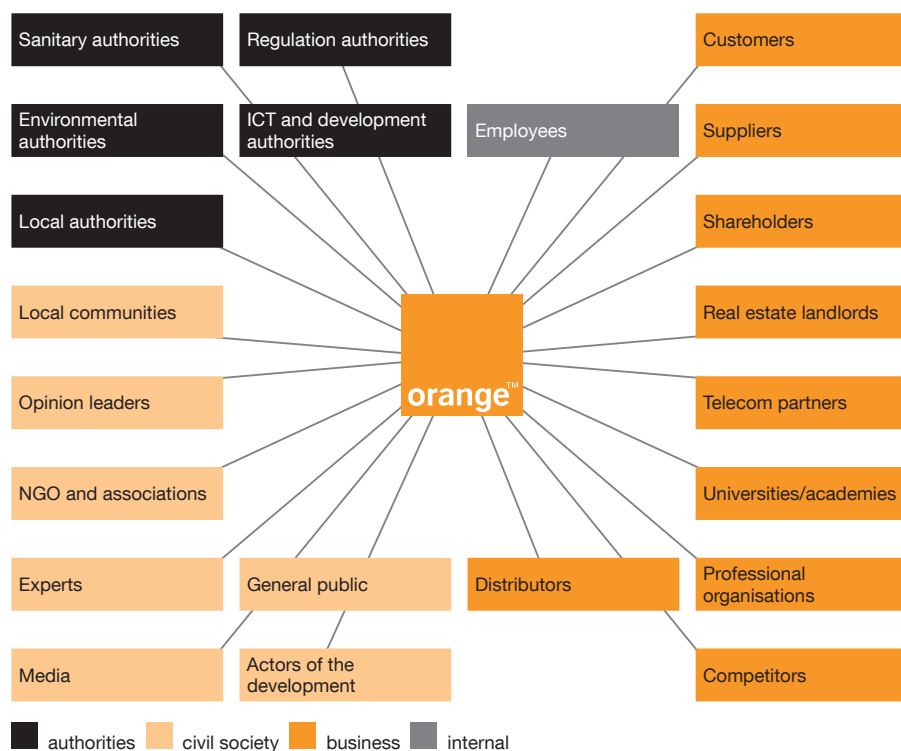 Sanitary authorities
Regulation authorities
Customers
Environmental
authorities
ICT and development
authorities
Employees
Suppliers
Local authorities
Shareholders
Local communities
Real estate landlords
orange™
Opinion leaders
Telecom partners
NGO and associations
Universities/academies
Experts
General public
Distributors
Professional
organisations
Media
Actors of the
development
Competitors
authorities
civil society
business
internal